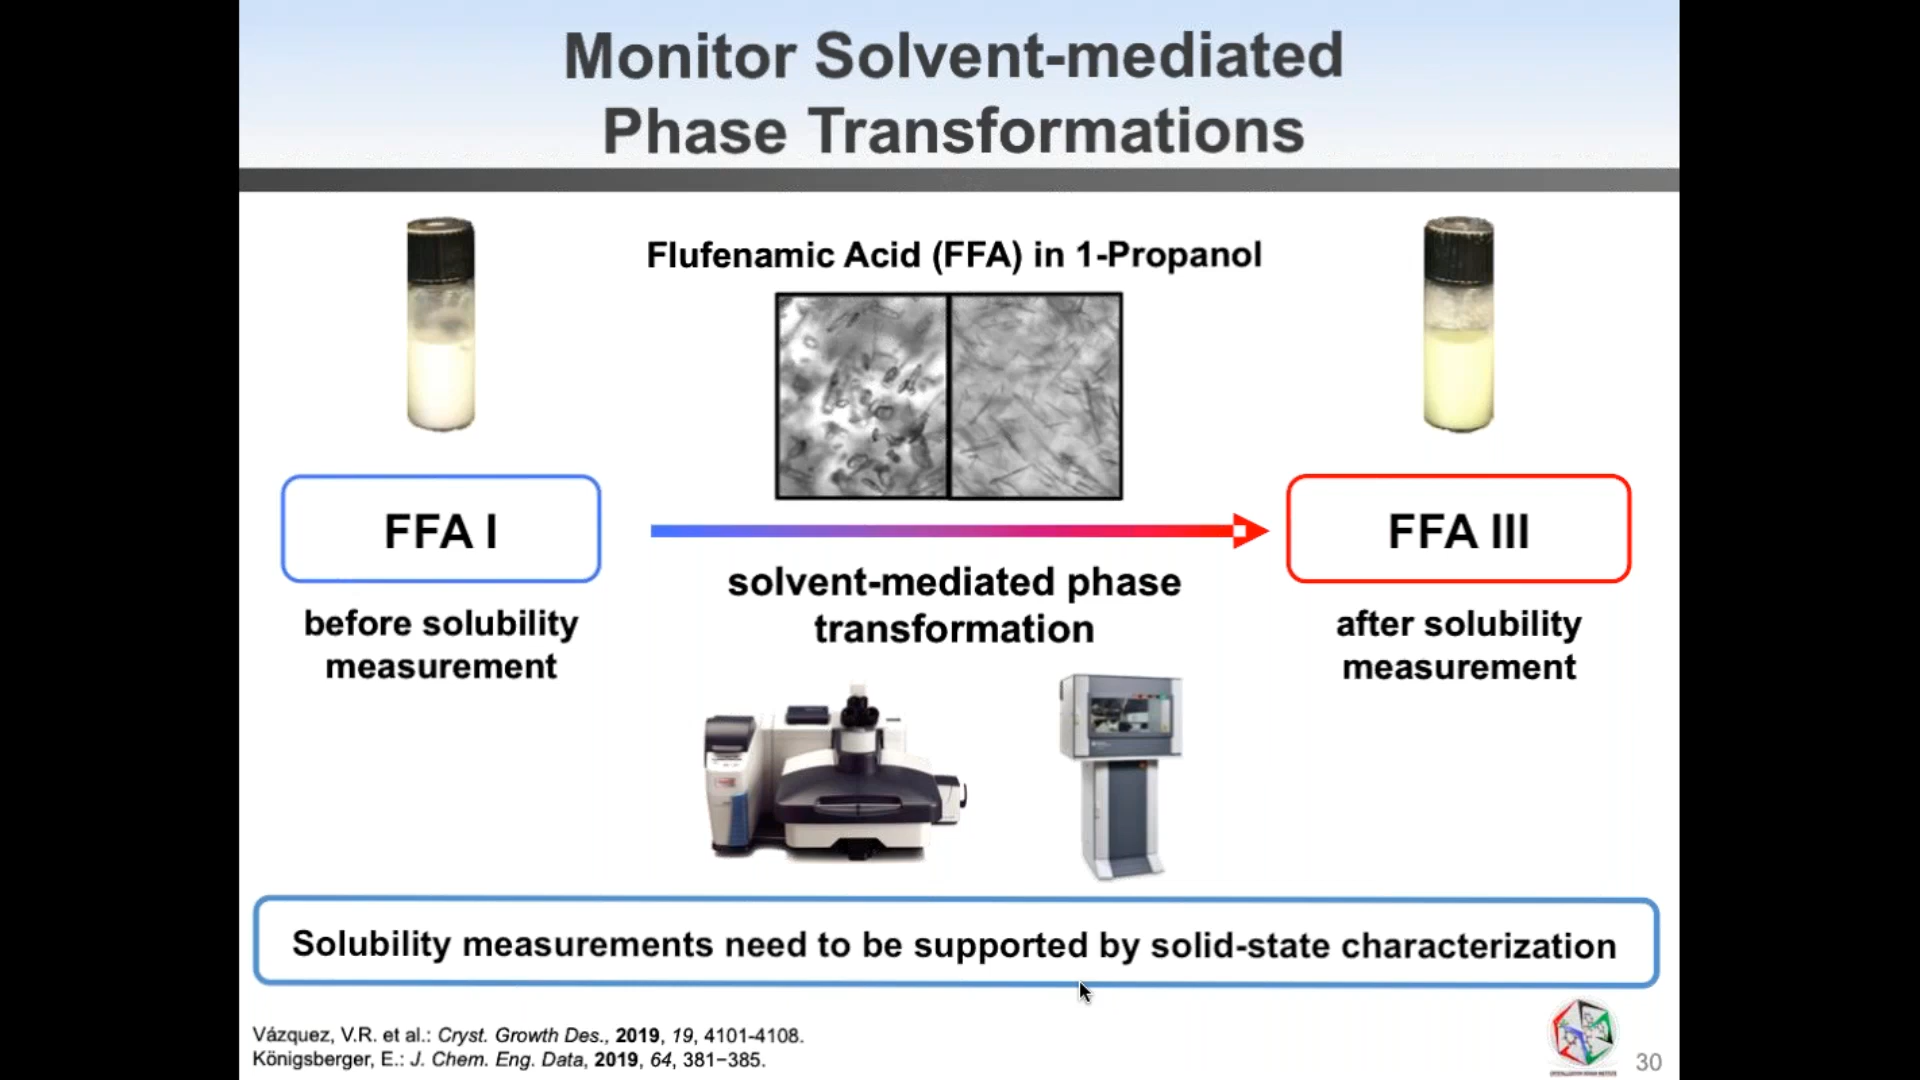 Monitor Solvent-mediated
Phase Transformations
Flufenamic Acid (FFA) in 1-Propanol
FFA I
FFA III
solvent-mediated phase
transformation
before solubility
measurement
after solubility
measurement
Solubility measurements need to be supported by solid-state characterization
Vázquez, V.R. et al.: Cryst. Growth Des., 2019, 19, 4101-4108.
Königsberger, E.: J. Chem. Eng. Data, 2019, 64, 381−385.
30